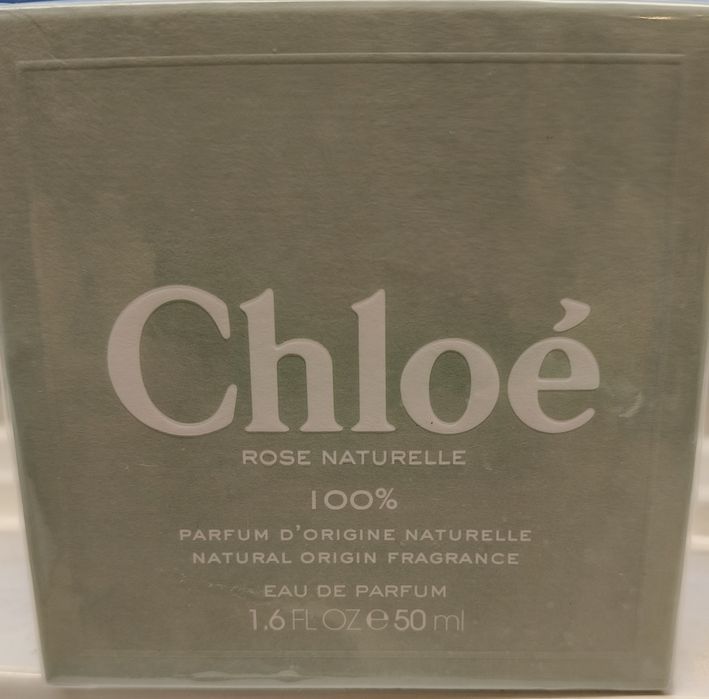 Chloé
ROSE NATURELLE
100%
PARFUM D'ORIGINE NATURELLE
NATURAL ORIGIN FRAGRANCE
EAU DE PARFUM
1,6 FL OZ ℮ 50 ml